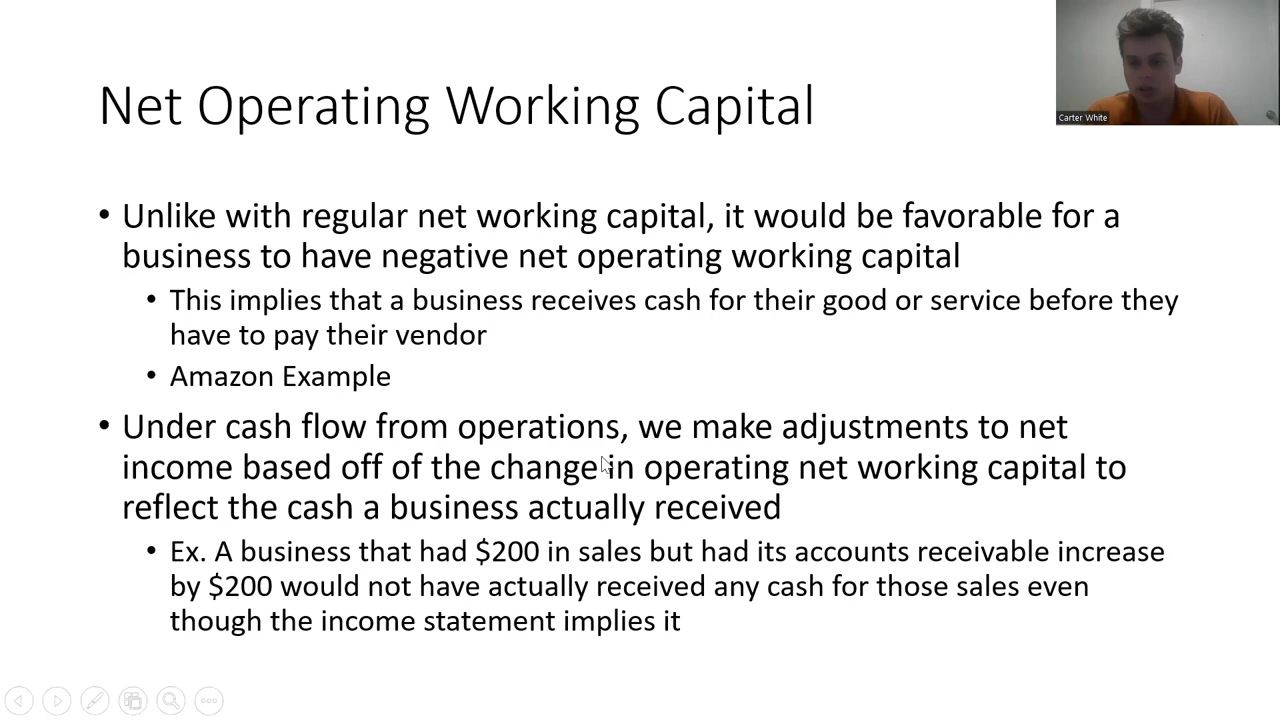 Carter White
Net Operating Working Capital
• Unlike with regular net working capital, it would be favorable for a
business to have negative net operating working capital
• This implies that a business receives cash for their good or service before they
have to pay their vendor
• Amazon Example
• Under cash flow from operations, we make adjustments to net
income based off of the change in operating net working capital to
reflect the cash a business actually received
• Ex. A business that had $200 in sales but had its accounts receivable increase
by $200 would not have actually received any cash for those sales even
though the income statement implies it